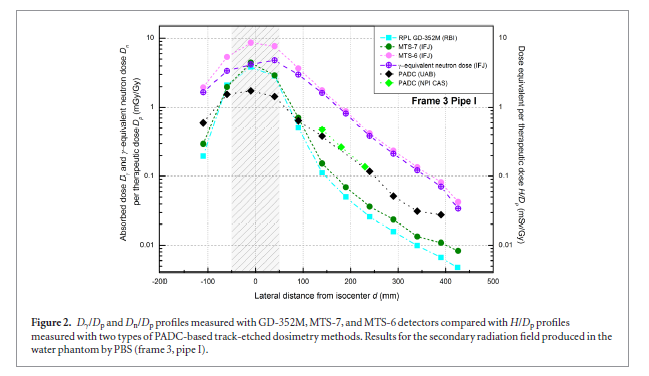 10
1
0.1
0.01
Absorbed dose Dγ and γ-equivalent neutron dose Dn
per therapeutic dose Dp (mGy/Gy)
RPL GD-352M (RBI)
MTS-7 (IFJ)
MTS-6 (IFJ)
γ-equivalent neutron dose (IFJ)
PADC (UAB)
PADC (NPI CAS)
Frame 3 Pipe I
10
1
0.1
0.01
Dose equivalent per therapeutic dose H/Dp (mSv/Gy)
-200 -100 0 100 200 300 400 500
Lateral distance from isocenter d (mm)
Figure 2. Dγ/Dp and Dn/Dp profiles measured with GD-352M, MTS-7, and MTS-6 detectors compared with H/Dp profiles
measured with two types of PADC-based track-etched dosimetry methods. Results for the secondary radiation field produced in the
water phantom by PBS (frame 3, pipe I).